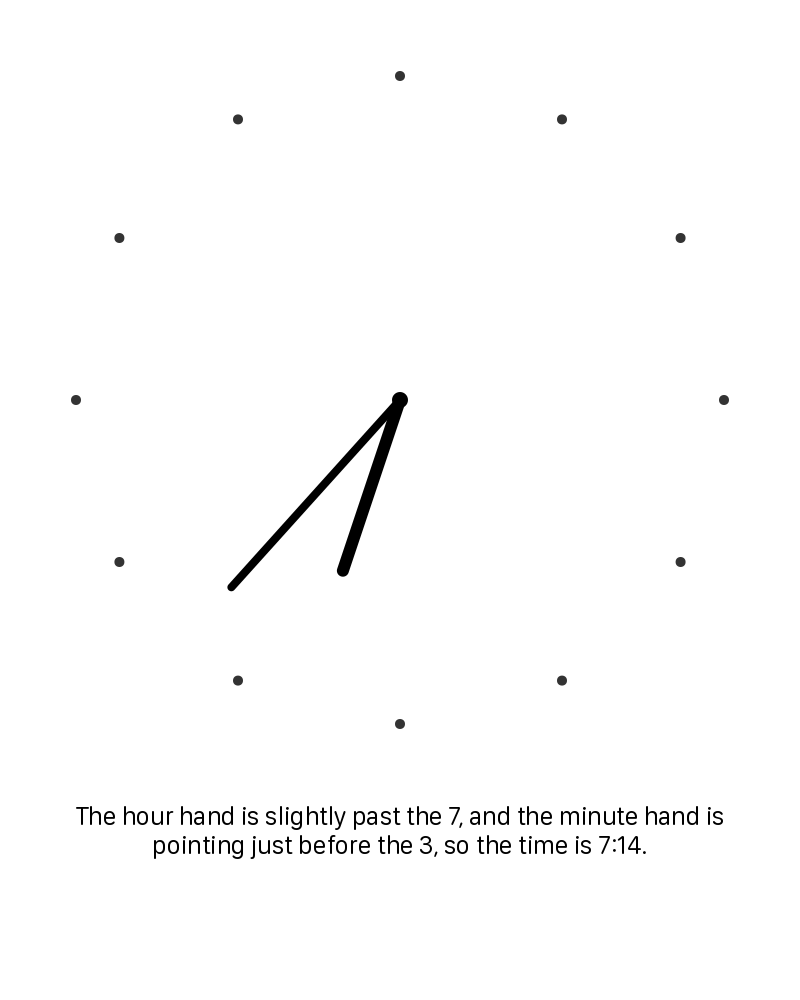 The hour hand is slightly past the 7, and the minute hand is
pointing just before the 3, so the time is 7:14.